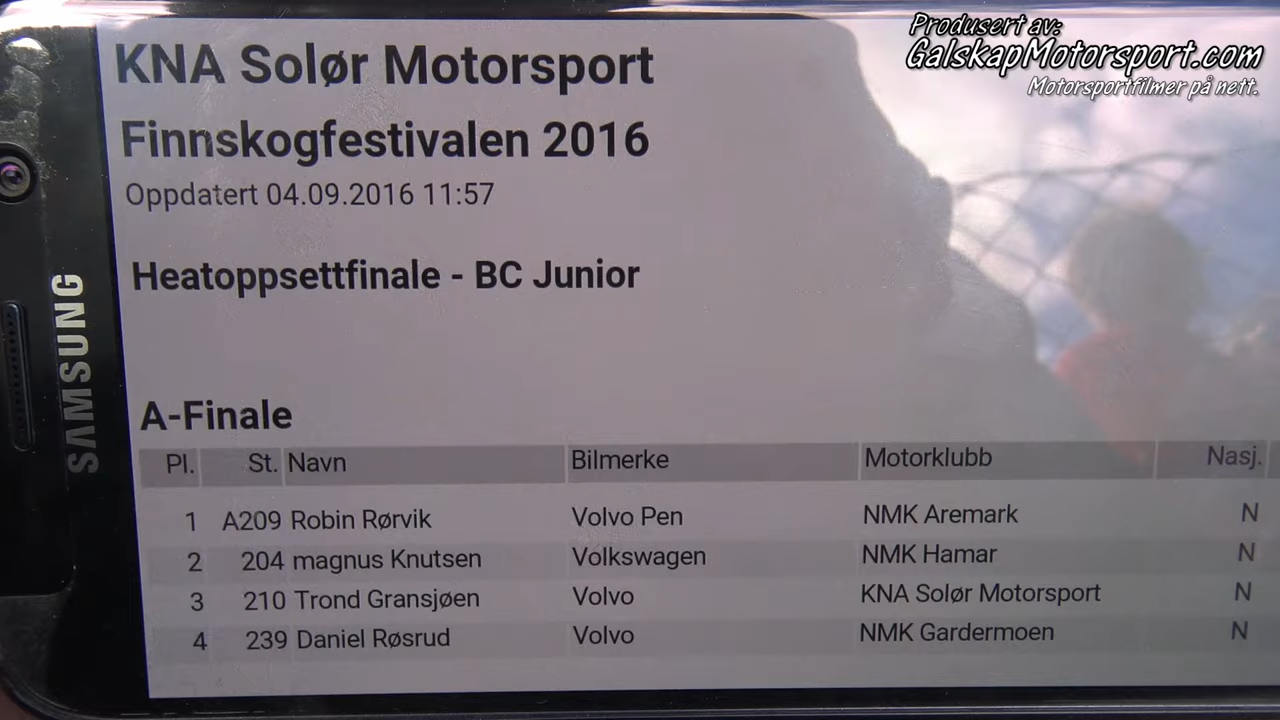 Produsert av:
GalskapMotorsport.com
Motorsportfilmer på nett.
KNA Solør Motorsport
Finnskogfestivalen 2016
Oppdatert 04.09.2016 11:57
Heatoppsettfinale - BC Junior
A-Finale
Pl. St. Navn Bilmerke Motorklubb Nasj.
1 A209 Robin Rørvik Volvo Pen NMK Aremark N
2 204 magnus Knutsen Volkswagen NMK Hamar N
3 210 Trond Gransjøen Volvo KNA Solør Motorsport N
4 239 Daniel Røsrud Volvo NMK Gardermoen N
SAMSUNG